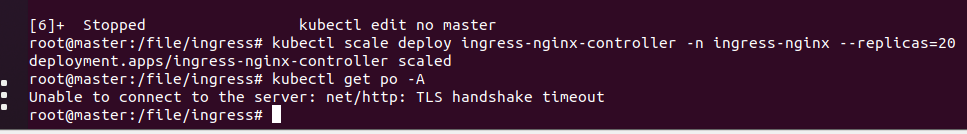 [6]+  Stopped                 kubectl edit no master
root@master:/file/ingress# kubectl scale deploy ingress-nginx-controller -n ingress-nginx --replicas=20
deployment.apps/ingress-nginx-controller scaled
root@master:/file/ingress# kubectl get po -A
Unable to connect to the server: net/http: TLS handshake timeout
root@master:/file/ingress#